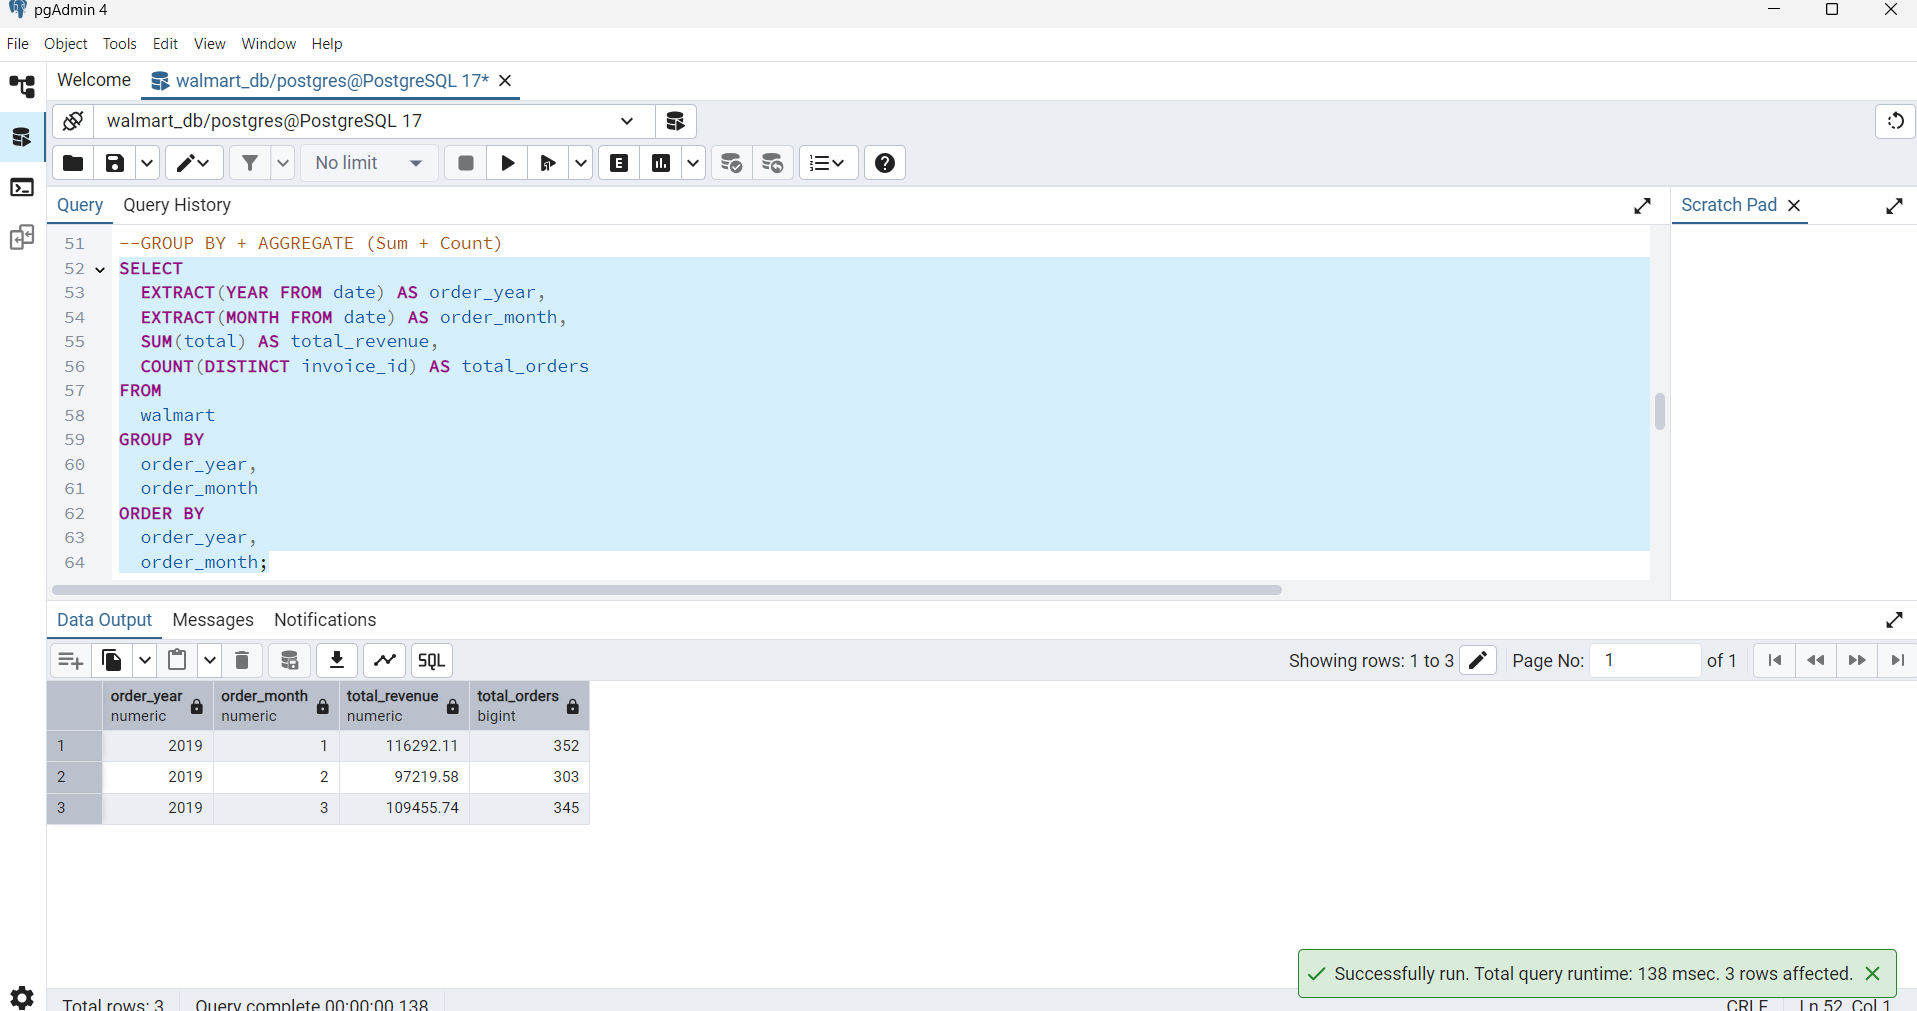 pgAdmin 4
File Object Tools Edit View Window Help
Welcome walmart_db/postgres@PostgreSQL 17*
walmart_db/postgres@PostgreSQL 17
No limit
E
Query Query History
Scratch Pad
51 --GROUP BY + AGGREGATE (Sum + Count)
52 SELECT
53 EXTRACT(YEAR FROM date) AS order_year,
54 EXTRACT(MONTH FROM date) AS order_month,
55 SUM(total) AS total_revenue,
56 COUNT(DISTINCT invoice_id) AS total_orders
57 FROM
58 walmart
59 GROUP BY
60 order_year,
61 order_month
62 ORDER BY
63 order_year,
64 order_month;
Data Output Messages Notifications
SQL
Showing rows: 1 to 3 Page No: 1 of 1
order_year order_month total_revenue total_orders
numeric numeric numeric bigint
1 2019 1 116292.11 352
2 2019 2 97219.58 303
3 2019 3 109455.74 345
Successfully run. Total query runtime: 138 msec. 3 rows affected.
Total rows: 3 Query complete 00:00:00.138 CRLF Ln 52, Col 1